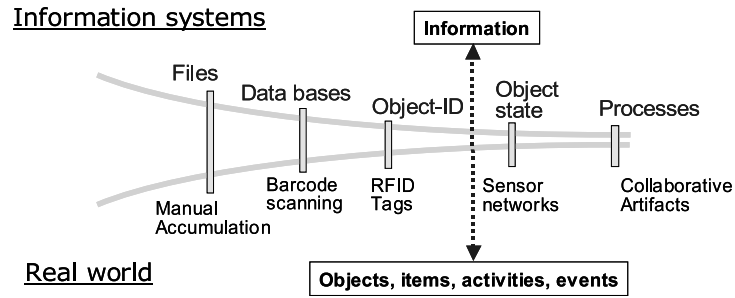 Information systems
Information
Files
Data bases
Object-ID
Object
state
Processes
Manual
Accumulation
Barcode
scanning
RFID
Tags
Sensor
networks
Collaborative
Artifacts
Real world
Objects, items, activities, events